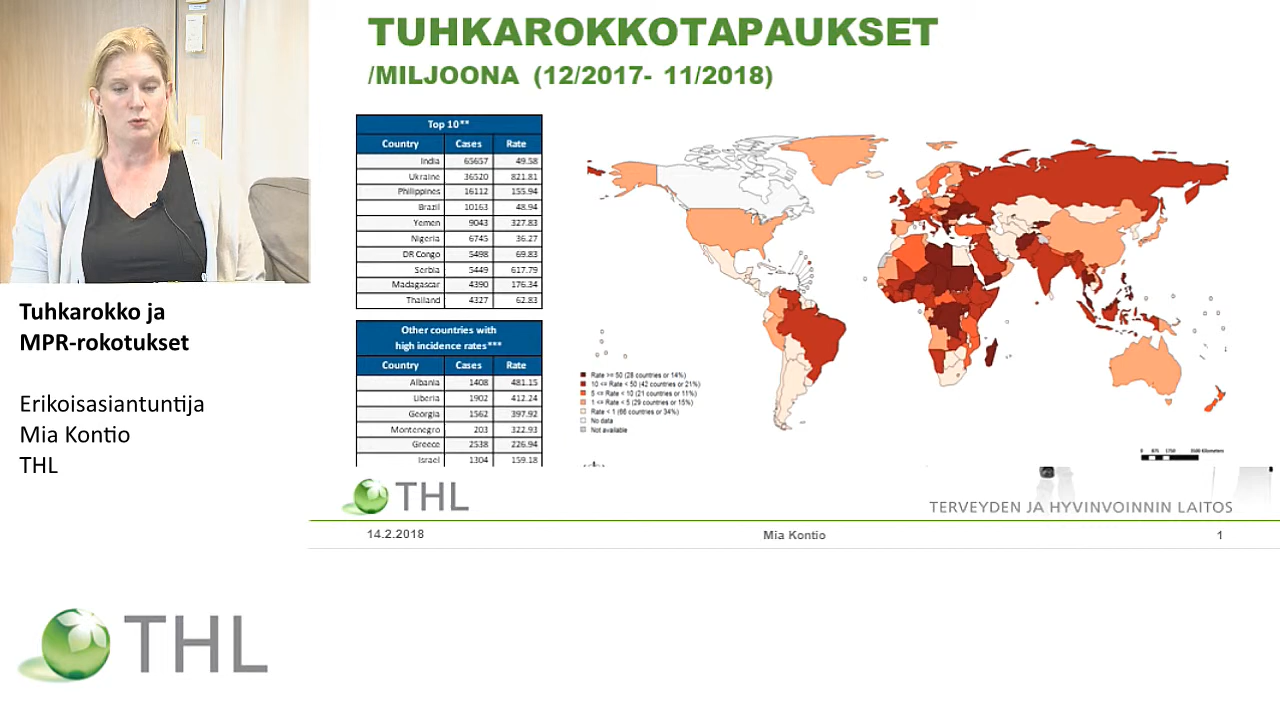 TUHKAROKKOTAPAUKSET
/MILJOONA (12/2017- 11/2018)
Top 10**
Country Cases Rate
India 65657 49.58
Ukraine 36520 821.81
Philippines 16112 155.94
Brazil 10163 48.94
Yemen 9043 327.83
Nigeria 6745 36.27
DR Congo 5498 69.83
Serbia 5449 617.79
Madagascar 4390 176.34
Thailand 4327 62.83
Other countries with
high incidence rates***
Country Cases Rate
Albania 1408 481.15
Liberia 1902 412.24
Georgia 1562 397.92
Montenegro 203 322.93
Greece 2538 226.94
Israel 1304 159.18
Rate >= 50 (28 countries or 14%)
10 <= Rate < 50 (42 countries or 21%)
5 <= Rate < 10 (21 countries or 11%)
1 <= Rate < 5 (29 countries or 15%)
Rate < 1 (66 countries or 34%)
No data
Not available
0 875 1750 3500 Kilometers
THL
TERVEYDEN JA HYVINVOINNIN LAITOS
14.2.2018 Mia Kontio 1
Tuhkarokko ja
MPR-rokotukset
Erikoisasiantuntija
Mia Kontio
THL
THL